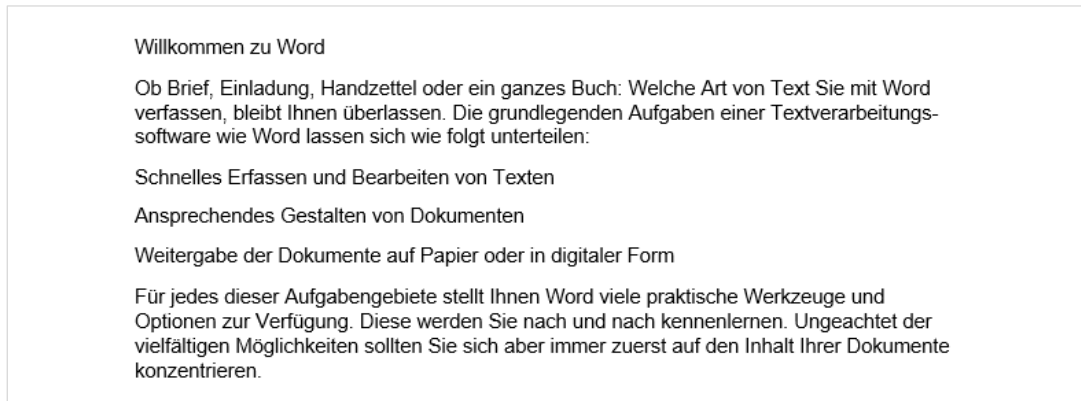 Willkommen zu Word
Ob Brief, Einladung, Handzettel oder ein ganzes Buch: Welche Art von Text Sie mit Word
verfassen, bleibt Ihnen überlassen. Die grundlegenden Aufgaben einer Textverarbeitungs-
software wie Word lassen sich wie folgt unterteilen:
Schnelles Erfassen und Bearbeiten von Texten
Ansprechendes Gestalten von Dokumenten
Weitergabe der Dokumente auf Papier oder in digitaler Form
Für jedes dieser Aufgabengebiete stellt Ihnen Word viele praktische Werkzeuge und
Optionen zur Verfügung. Diese werden Sie nach und nach kennenlernen. Ungeachtet der
vielfältigen Möglichkeiten sollten Sie sich aber immer zuerst auf den Inhalt Ihrer Dokumente
konzentrieren.